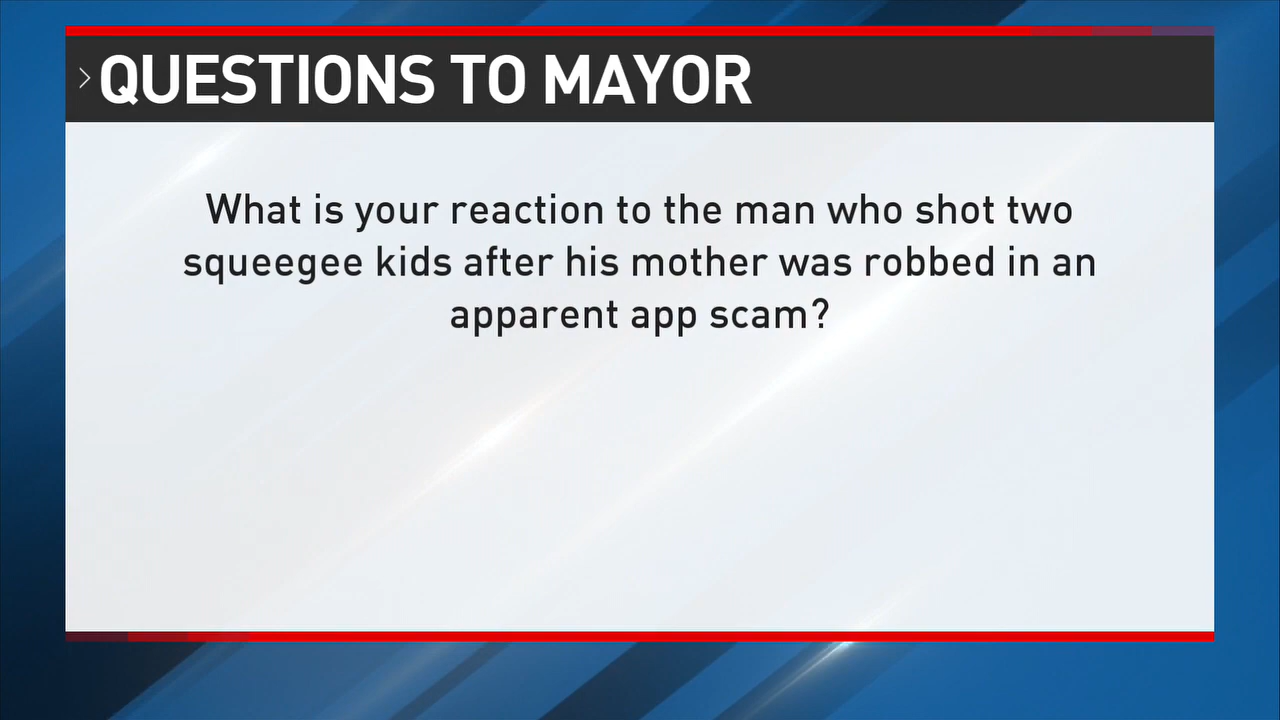 > QUESTIONS TO MAYOR
What is your reaction to the man who shot two
squeegee kids after his mother was robbed in an
apparent app scam?